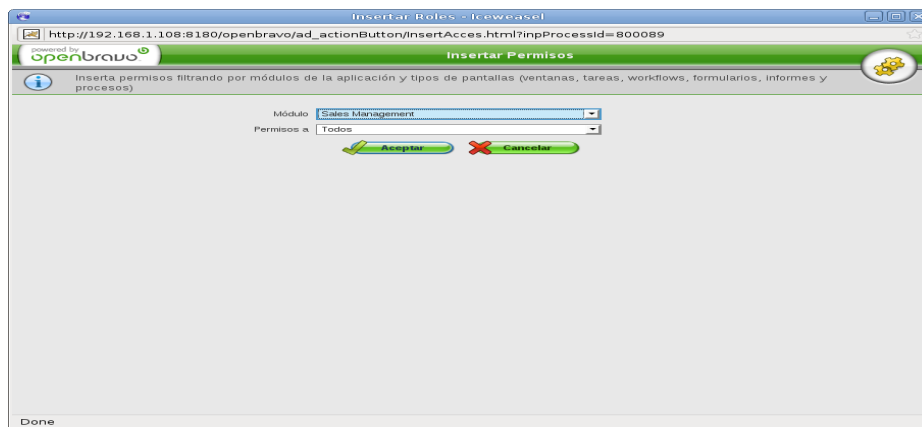 Insertar Roles - Iceweasel
http://192.168.1.108:8180/openbravo/ad_actionButton/InsertAcces.html?inpProcessId=800089
powered by
openbravo
Insertar Permisos
Inserta permisos filtrando por módulos de la aplicación y tipos de pantallas (ventanas, tareas, workflows, formularios, informes y
procesos)
Módulo Sales Management
Permisos a Todos
Aceptar Cancelar
Done